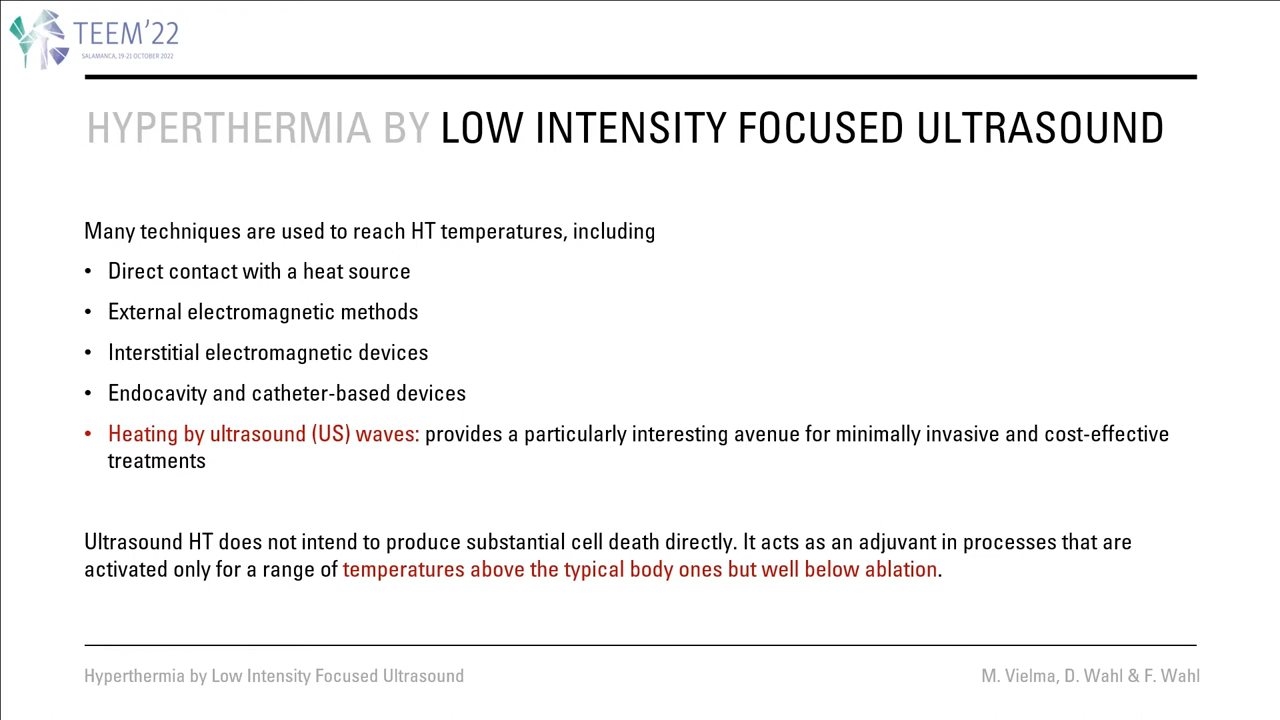 TEEM'22
SALAMANCA, 19-21 OCTOBER 2022
HYPERTHERMIA BY LOW INTENSITY FOCUSED ULTRASOUND
Many techniques are used to reach HT temperatures, including
• Direct contact with a heat source
• External electromagnetic methods
• Interstitial electromagnetic devices
• Endocavity and catheter-based devices
• Heating by ultrasound (US) waves: provides a particularly interesting avenue for minimally invasive and cost-effective
treatments
Ultrasound HT does not intend to produce substantial cell death directly. It acts as an adjuvant in processes that are
activated only for a range of temperatures above the typical body ones but well below ablation.
Hyperthermia by Low Intensity Focused Ultrasound
M. Vielma, D. Wahl & F. Wahl